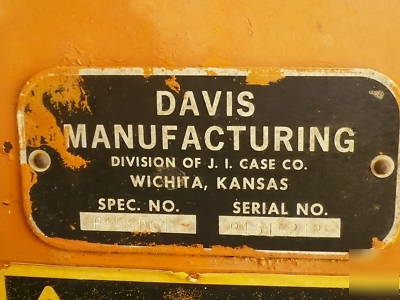 DAVIS
MANUFACTURING
DIVISION OF J. I. CASE CO.
WICHITA, KANSAS
SPEC. NO. SERIAL NO.